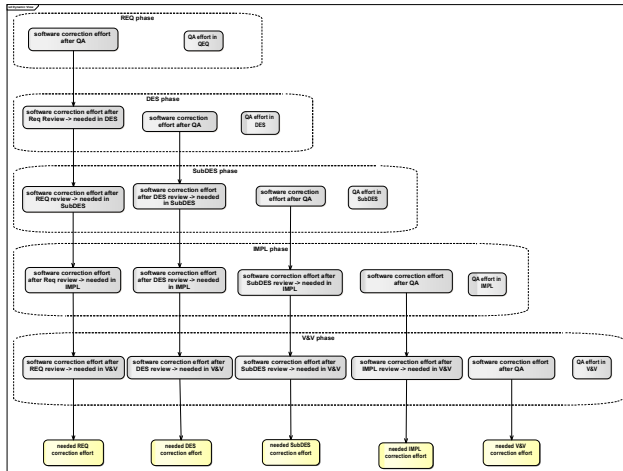 REQ phase
software correction effort
after QA
QA effort in
QEQ
DES phase
software correction effort after
Req Review -> needed in DES
software correction
effort after QA
QA effort in
DES
SubDES phase
software correction effort after
REQ review -> needed in
SubDES
software correction effort
after DES review -> needed
in SubDES
software correction
effort after QA
QA effort in
SubDES
IMPL phase
software correction effort
after Req review -> needed in
IMPL
software correction effort
after DES review -> needed
in IMPL
software correction effort after
SubDES review -> needed in
IMPL
software correction effort
after QA
QA effort in
IMPL
V&V phase
software correction effort after
REQ review -> needed in V&V
software correction effort after
DES review -> needed in V&V
software correction effort after
SubDES review -> needed in V&V
software correction effort after
IMPL review -> needed in V&V
software correction effort
after QA
QA effort in
V&V
needed REQ
correction effort
needed DES
correction effort
needed SubDES
correction effort
needed IMPL
correction effort
needed V&V
correction effort